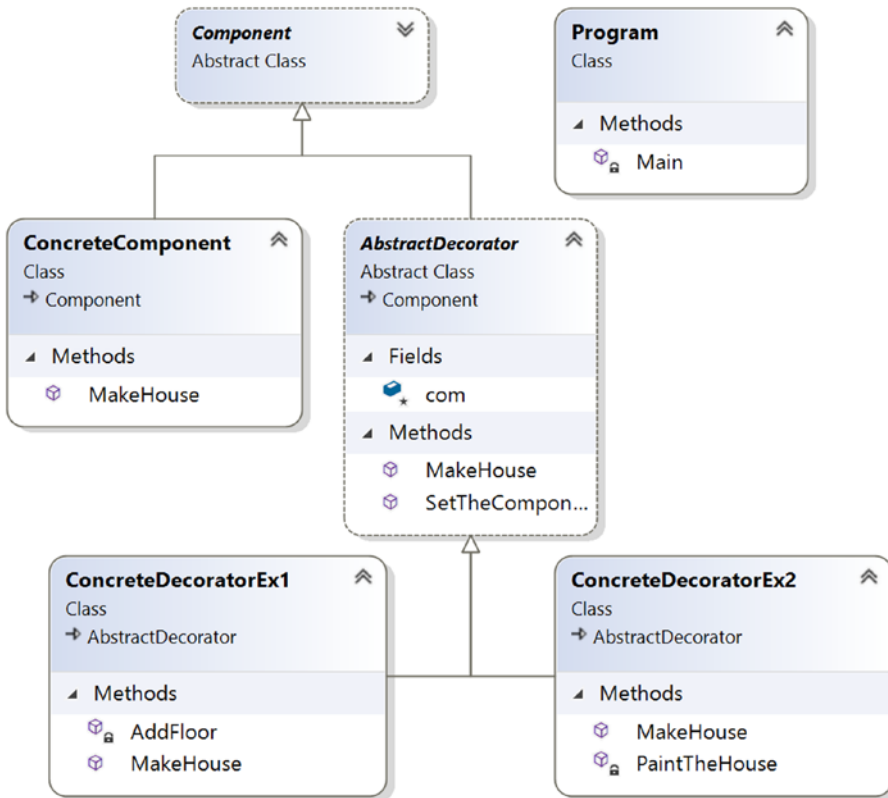 Component
Abstract Class
Program
Class
Methods
Main
ConcreteComponent
Class
Component
Methods
MakeHouse
AbstractDecorator
Abstract Class
Component
Fields
com
Methods
MakeHouse
SetTheCompon...
ConcreteDecoratorEx1
Class
AbstractDecorator
Methods
AddFloor
MakeHouse
ConcreteDecoratorEx2
Class
AbstractDecorator
Methods
MakeHouse
PaintTheHouse